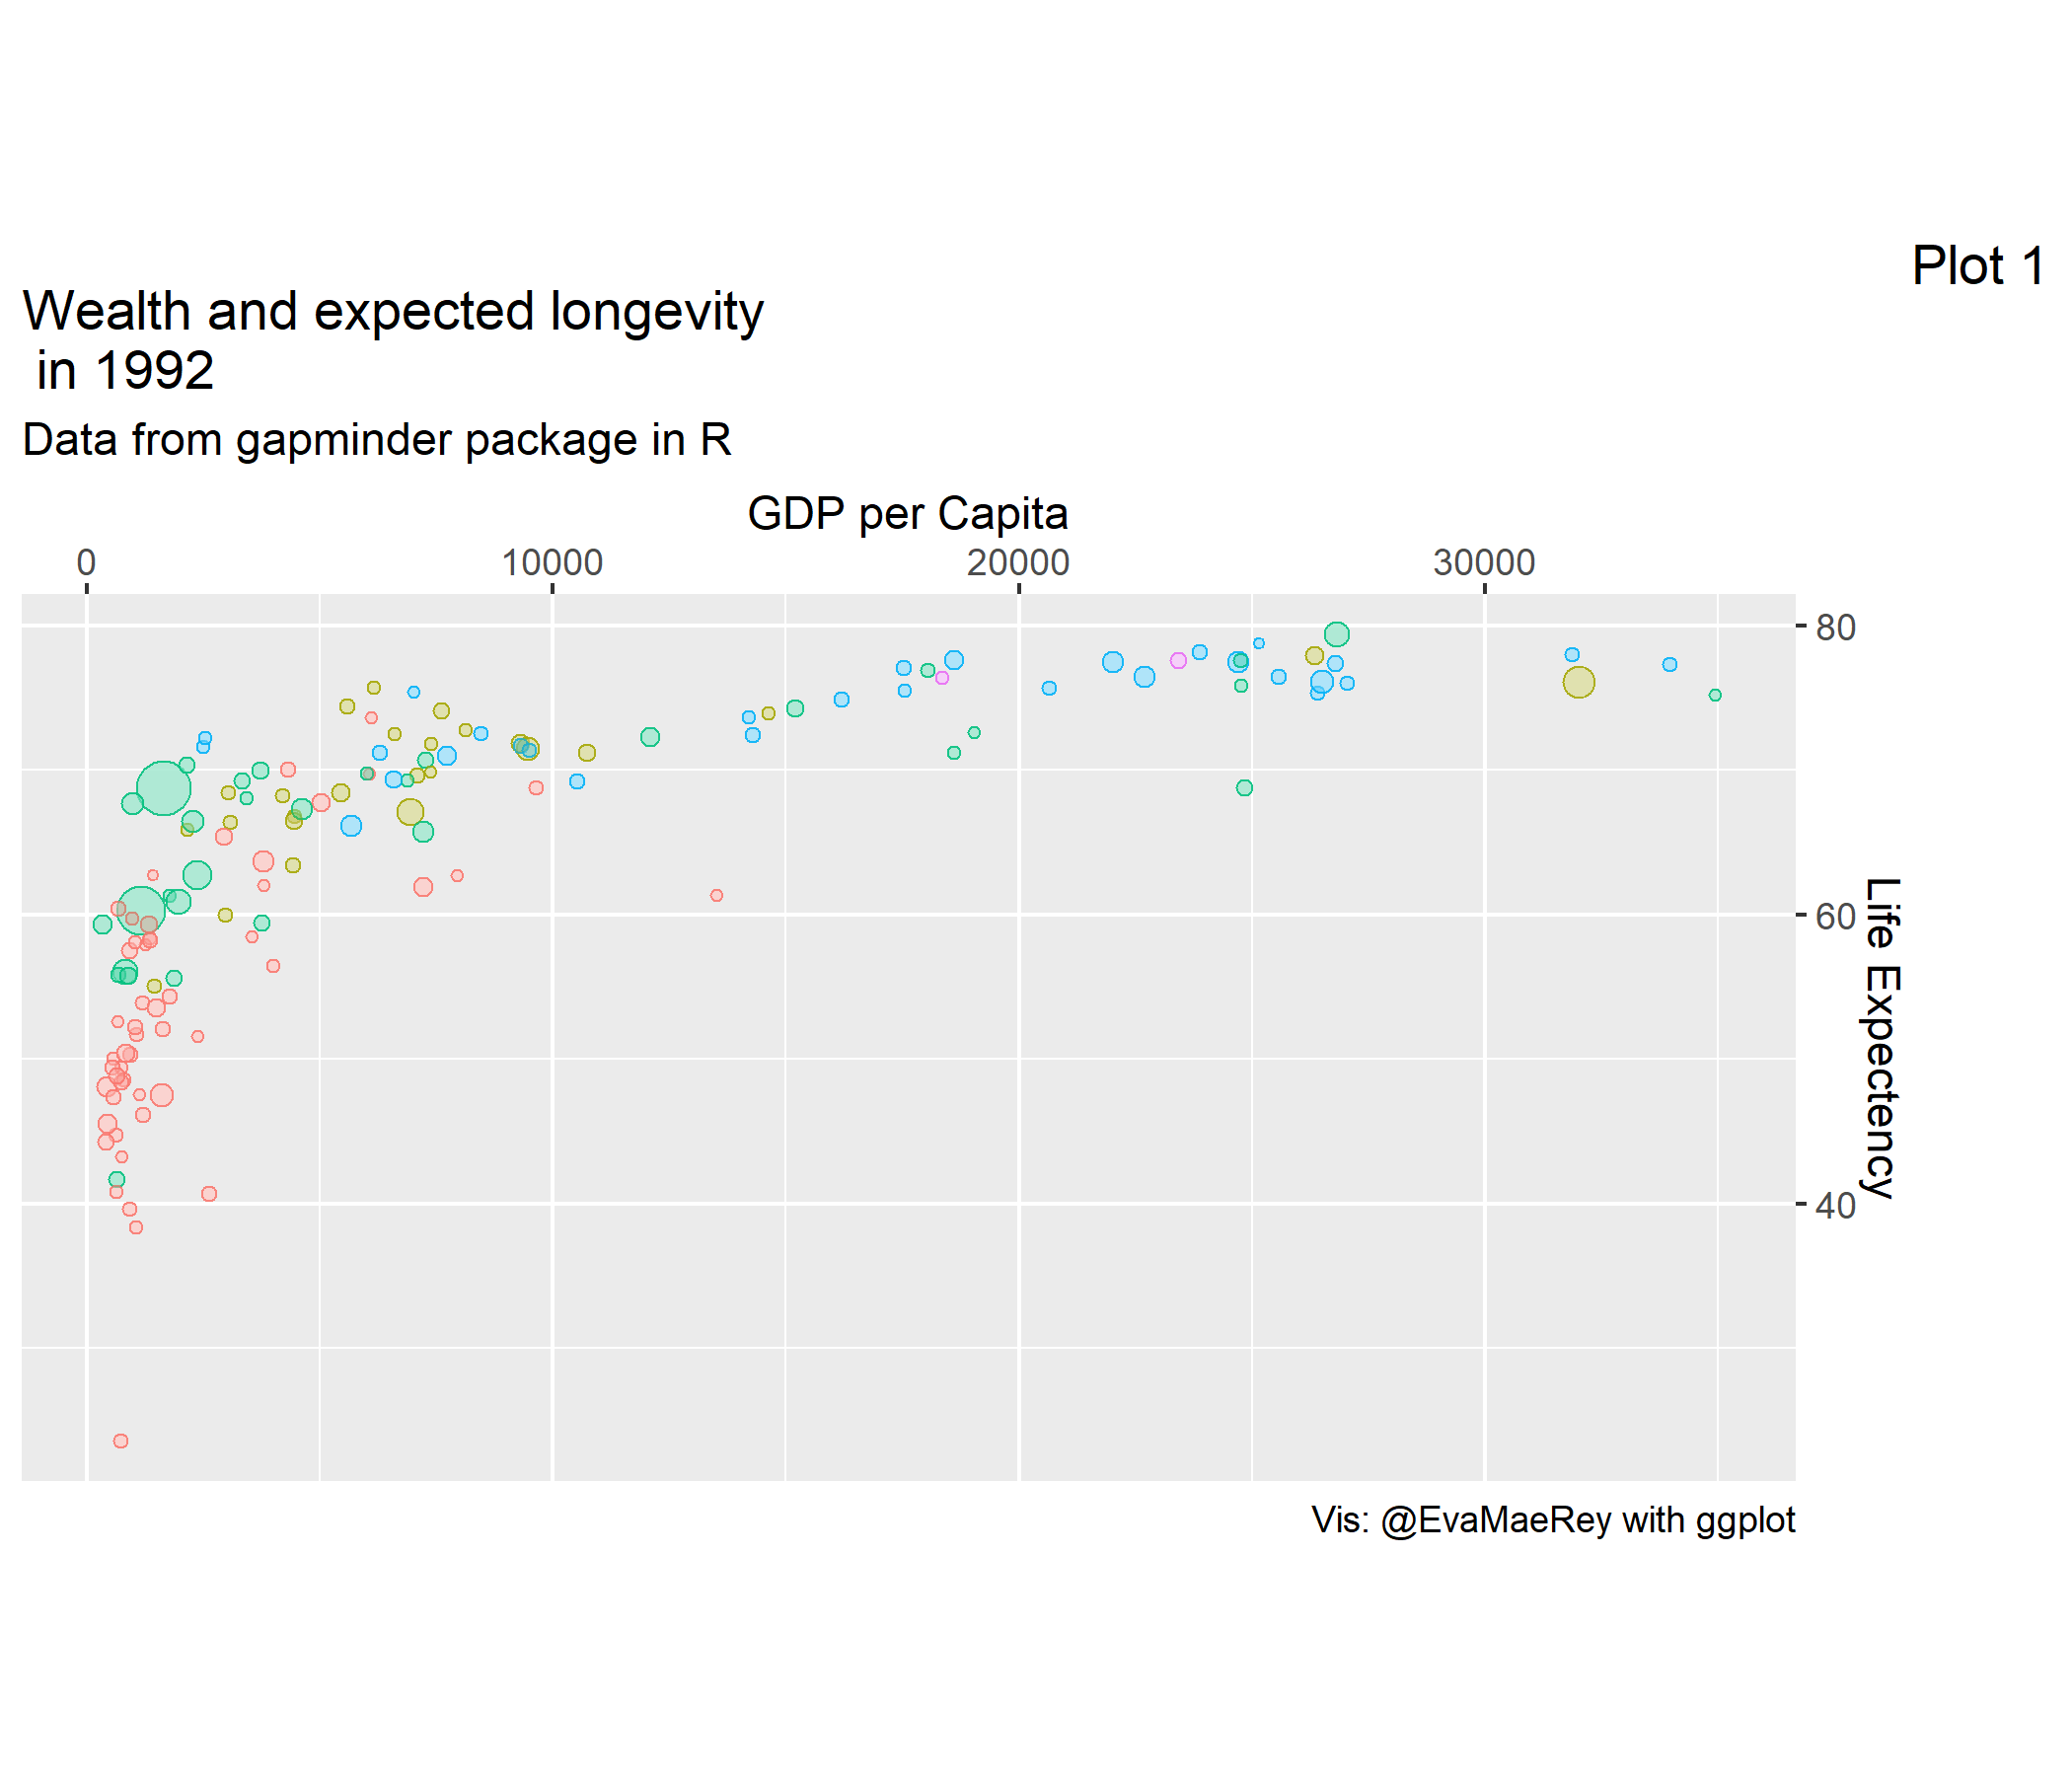 Plot 1
Wealth and expected longevity
in 1992
Data from gapminder package in R
GDP per Capita
0 10000 20000 30000
80
60
40
Life Expectency
Vis: @EvaMaeRey with ggplot